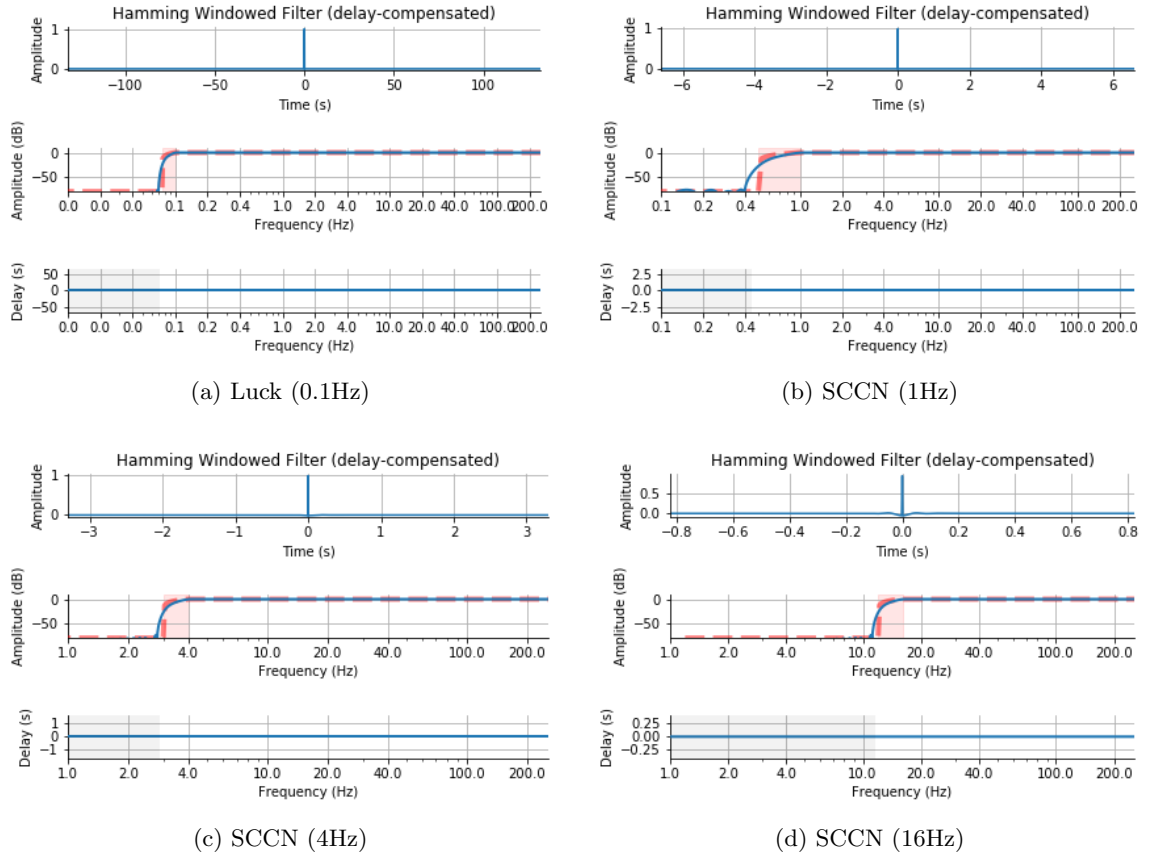 Hamming Windowed Filter (delay-compensated)
Amplitude
1
0
−100 −50 0 50 100
Time (s)
Amplitude (dB)
0
−50
0.0 0.0 0.0 0.1 0.2 0.4 1.0 2.0 4.0 10.0 20.0 40.0 100.0 200.0
Frequency (Hz)
Delay (s)
50
0
−50
0.0 0.0 0.0 0.1 0.2 0.4 1.0 2.0 4.0 10.0 20.0 40.0 100.0 200.0
Frequency (Hz)
(a) Luck (0.1Hz)
Hamming Windowed Filter (delay-compensated)
Amplitude
1
0
−6 −4 −2 0 2 4 6
Time (s)
Amplitude (dB)
0
−50
0.1 0.2 0.4 1.0 2.0 4.0 10.0 20.0 40.0 100.0 200.0
Frequency (Hz)
Delay (s)
2.5
0.0
−2.5
0.1 0.2 0.4 1.0 2.0 4.0 10.0 20.0 40.0 100.0 200.0
Frequency (Hz)
(b) SCCN (1Hz)
Hamming Windowed Filter (delay-compensated)
Amplitude
1
0
−3 −2 −1 0 1 2 3
Time (s)
Amplitude (dB)
0
−50
1.0 2.0 4.0 10.0 20.0 40.0 100.0 200.0
Frequency (Hz)
Delay (s)
1
0
−1
1.0 2.0 4.0 10.0 20.0 40.0 100.0 200.0
Frequency (Hz)
(c) SCCN (4Hz)
Hamming Windowed Filter (delay-compensated)
Amplitude
0.5
0.0
−0.8 −0.6 −0.4 −0.2 0.0 0.2 0.4 0.6 0.8
Time (s)
Amplitude (dB)
0
−50
1.0 2.0 4.0 10.0 20.0 40.0 100.0 200.0
Frequency (Hz)
Delay (s)
0.25
0.00
−0.25
1.0 2.0 4.0 10.0 20.0 40.0 100.0 200.0
Frequency (Hz)
(d) SCCN (16Hz)